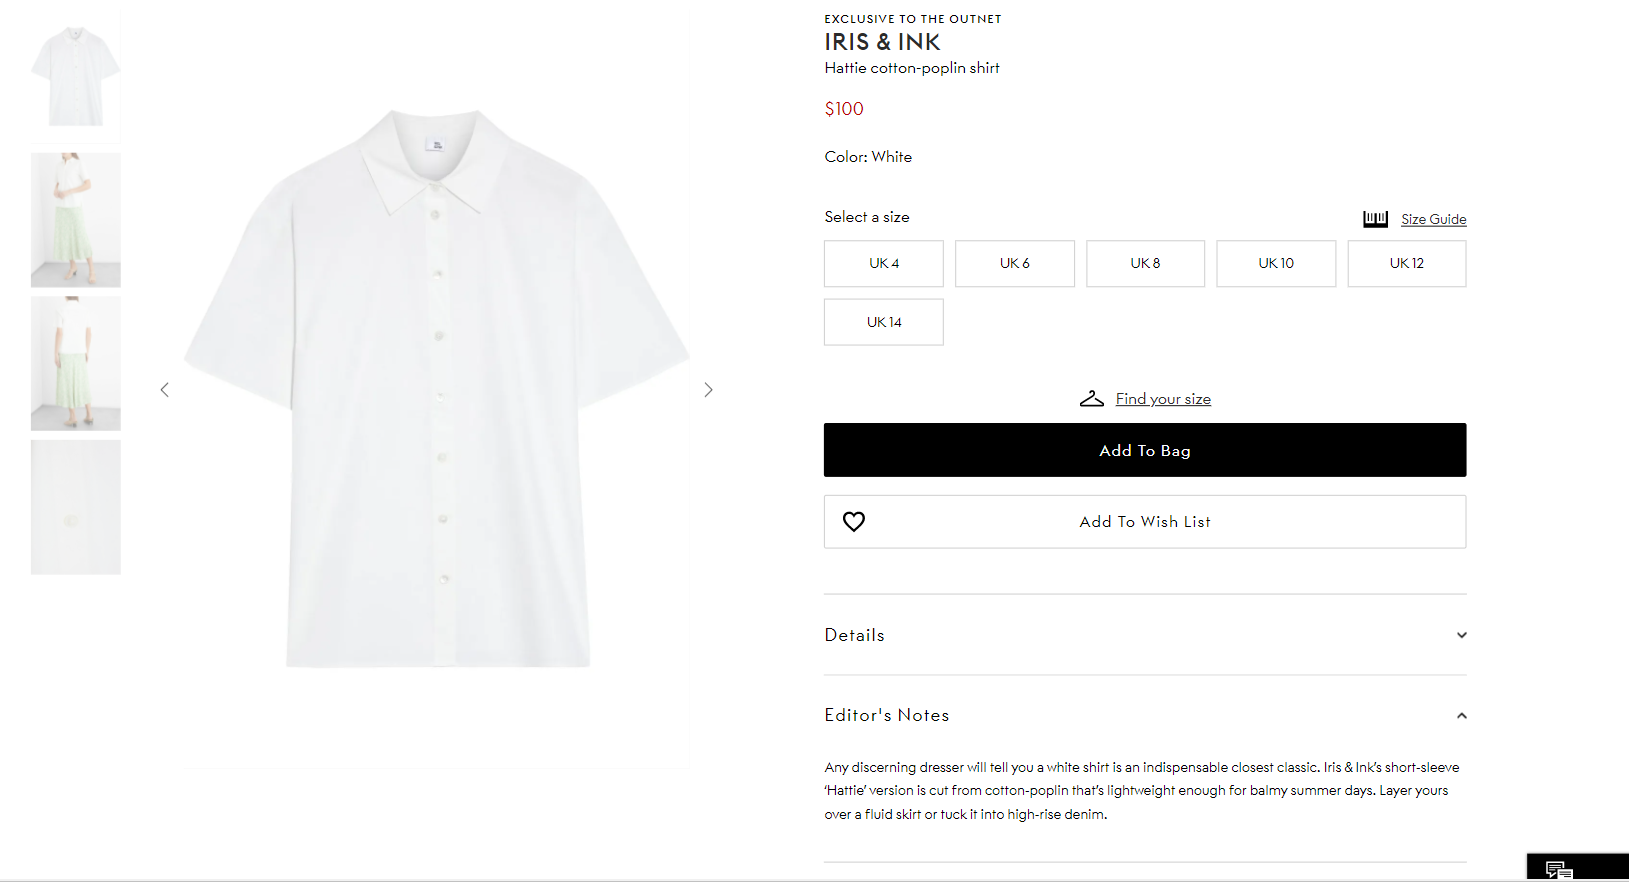 EXCLUSIVE TO THE OUTNET
IRIS & INK
Hattie cotton-poplin shirt
$100
Color: White
Select a size
Size Guide
UK 4
UK 6
UK 8
UK 10
UK 12
UK 14
Find your size
Add To Bag
Add To Wish List
Details
Editor's Notes
Any discerning dresser will tell you a white shirt is an indispensable closest classic. Iris & Ink's short-sleeve
'Hattie' version is cut from cotton-poplin that's lightweight enough for balmy summer days. Layer yours
over a fluid skirt or tuck it into high-rise denim.